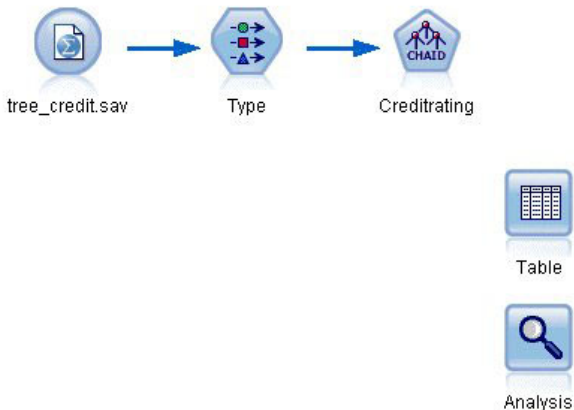 CHAID
tree_credit.sav
Type
Creditrating
Table
Analysis